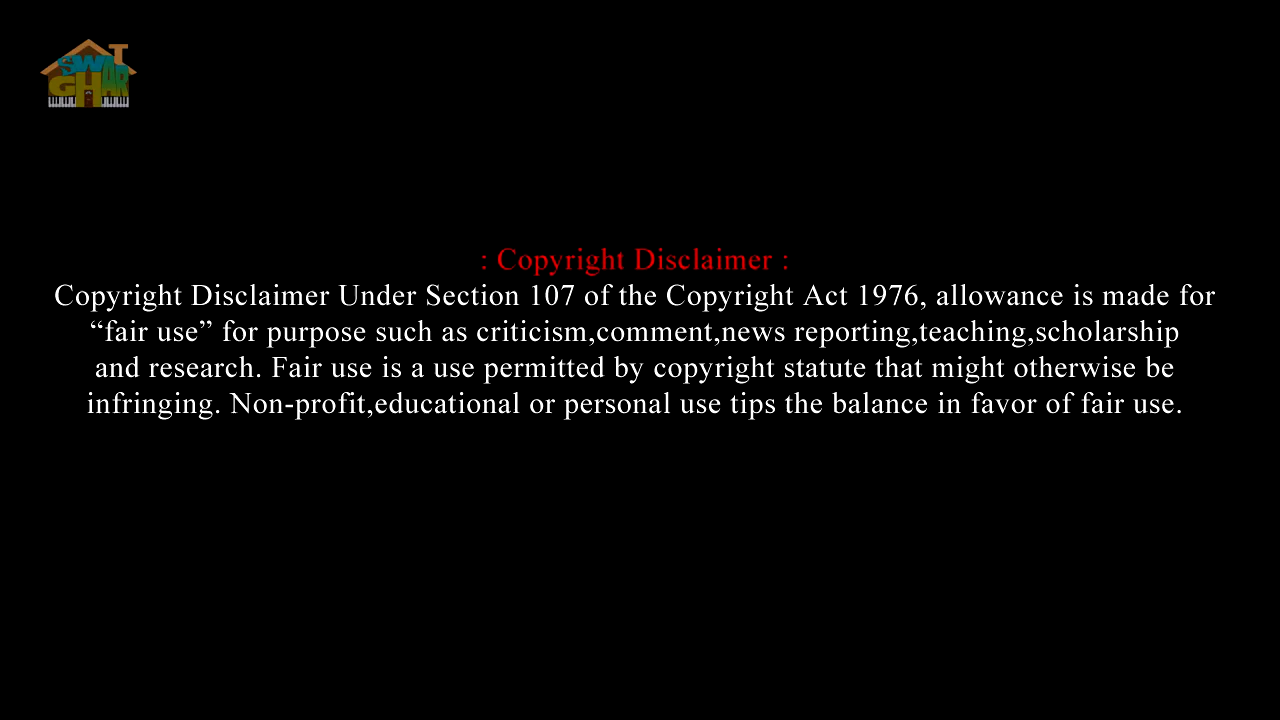 SWIT
GHAR
: Copyright Disclaimer :
Copyright Disclaimer Under Section 107 of the Copyright Act 1976, allowance is made for
“fair use” for purpose such as criticism,comment,news reporting,teaching,scholarship
and research. Fair use is a use permitted by copyright statute that might otherwise be
infringing. Non-profit,educational or personal use tips the balance in favor of fair use.